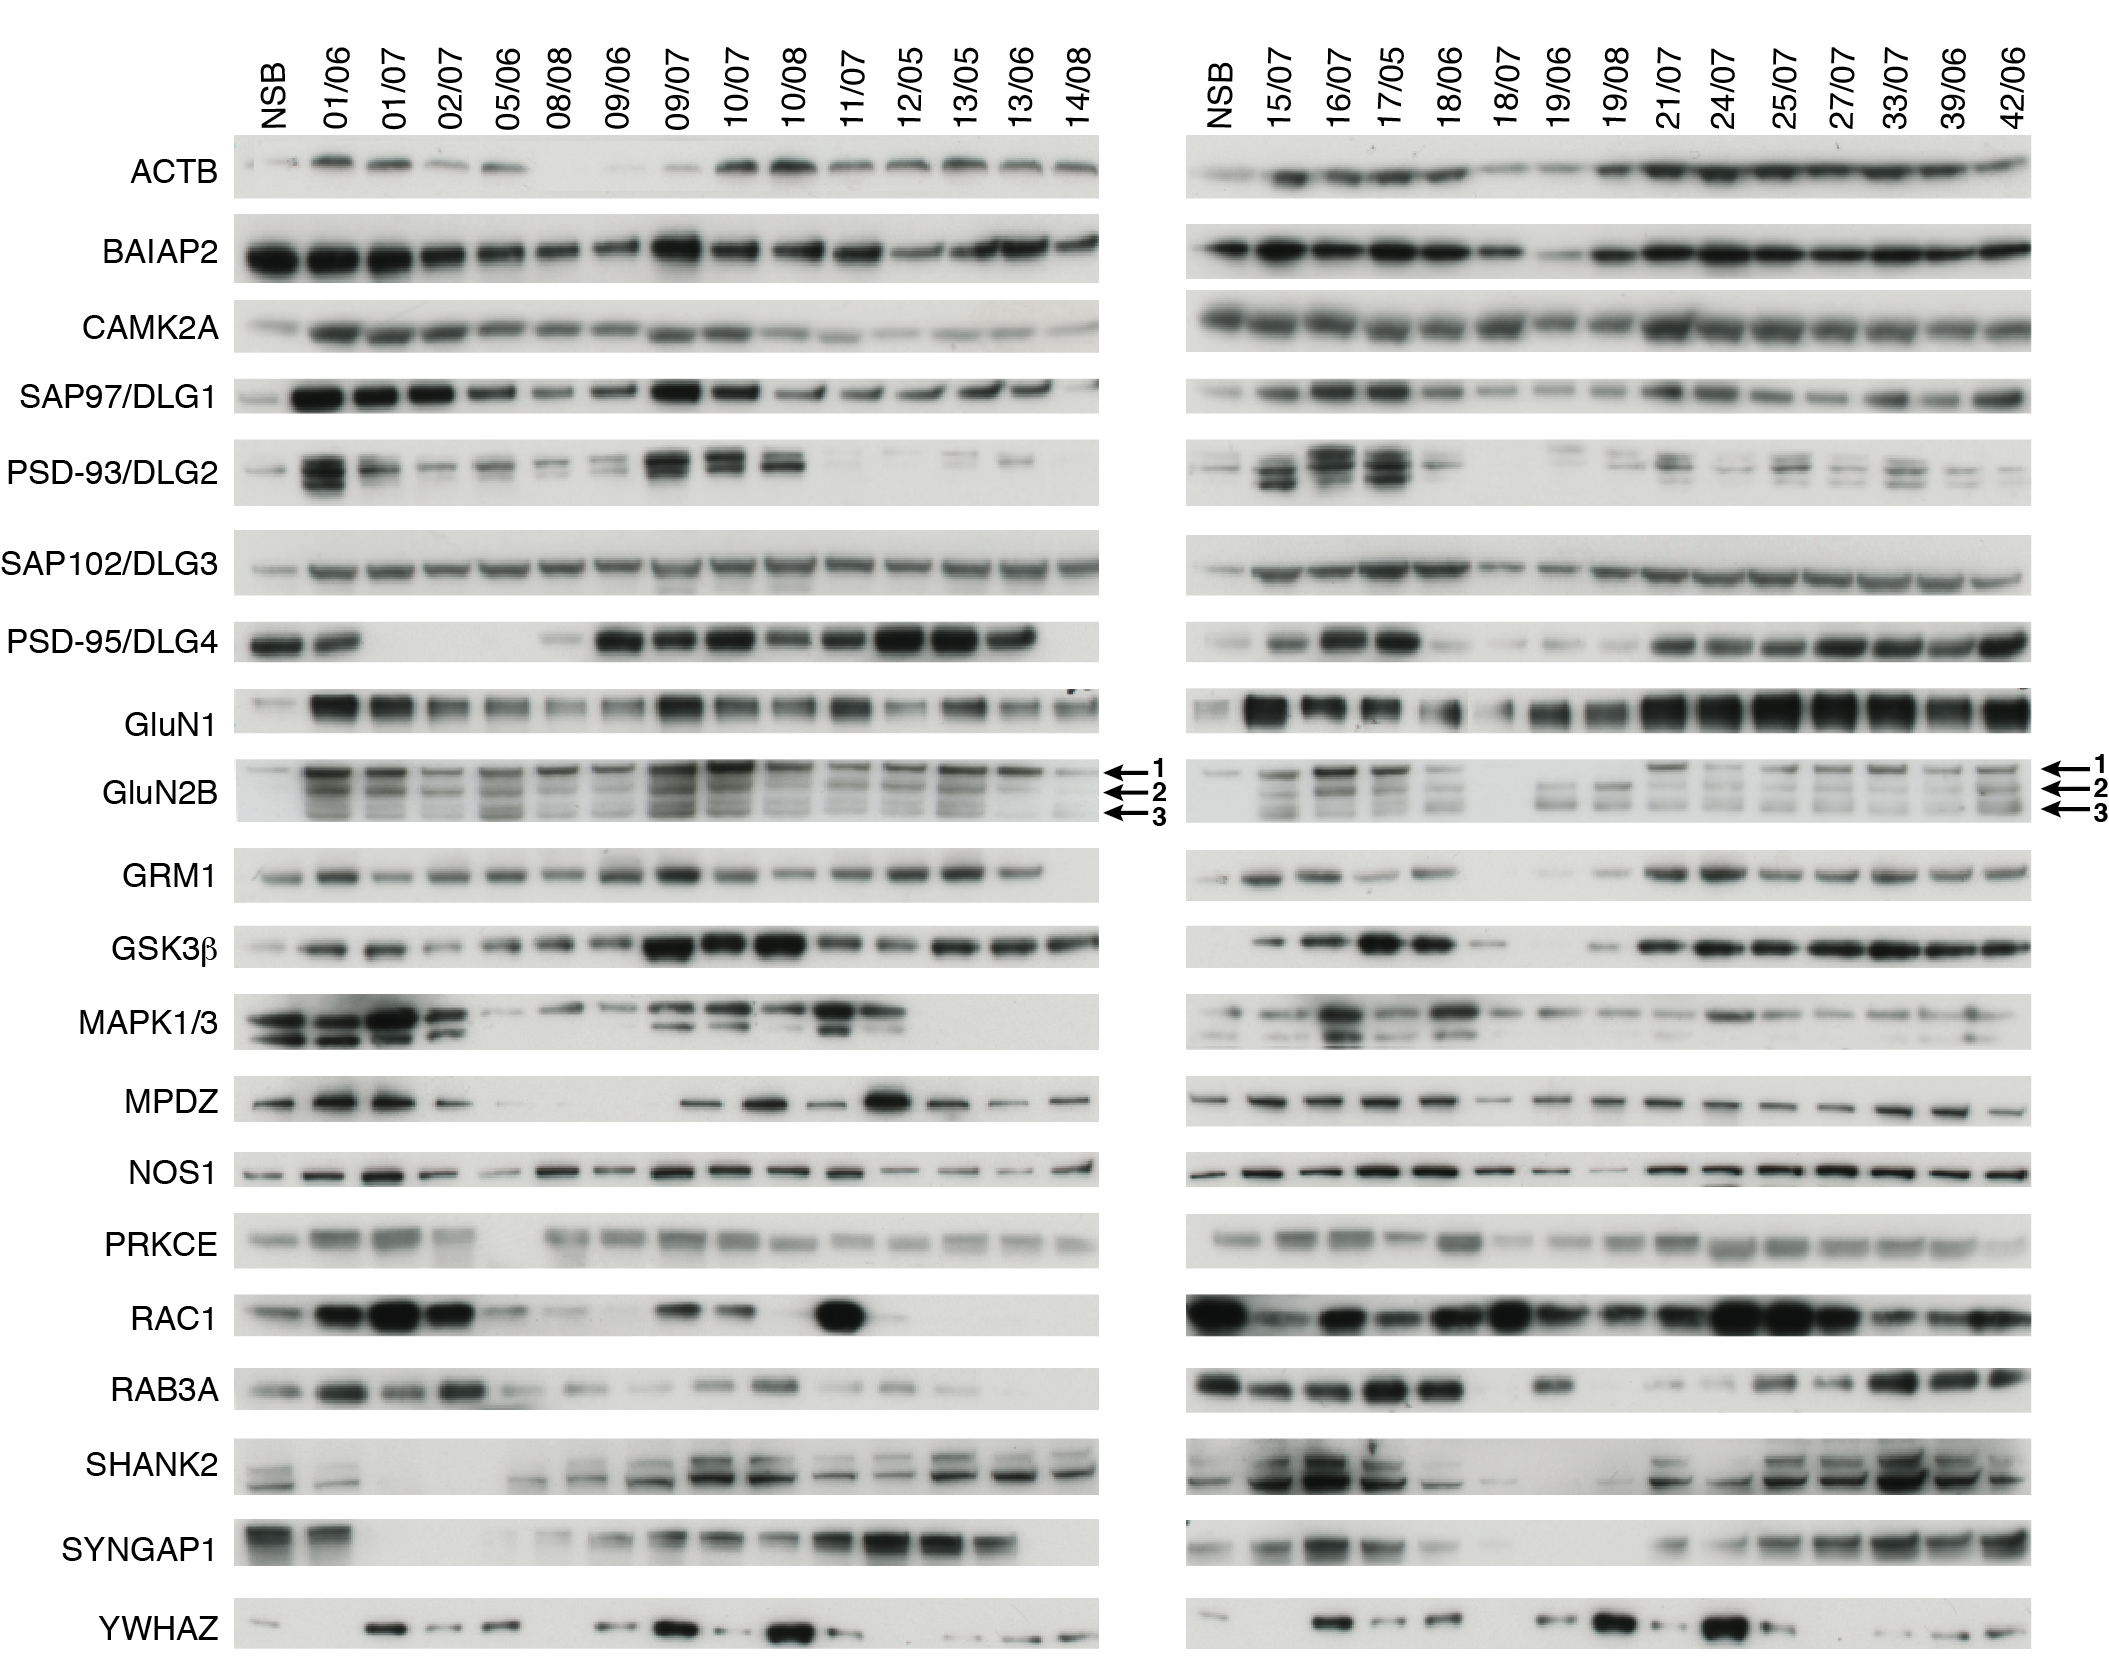 NSB 01/06 01/07 02/07 05/06 08/08 09/06 09/07 10/07 10/08 11/07 12/05 13/05 13/06 14/08 NSB 15/07 16/07 17/05 18/06 18/07 19/06 19/08 21/07 24/07 25/07 27/07 33/07 39/06 42/06
ACTB
BAIAP2
CAMK2A
SAP97/DLG1
PSD-93/DLG2
SAP102/DLG3
PSD-95/DLG4
GluN1
GluN2B
1 1
2 2
3 3
GRM1
GSK3β
MAPK1/3
MPDZ
NOS1
PRKCE
RAC1
RAB3A
SHANK2
SYNGAP1
YWHAZ